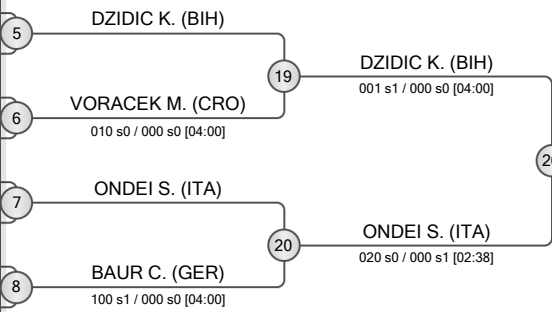 5
DZIDIC K. (BIH)
19
DZIDIC K. (BIH)
001 s1 / 000 s0 [04:00]
6
VORACEK M. (CRO)
010 s0 / 000 s0 [04:00]
7
ONDEI S. (ITA)
20
ONDEI S. (ITA)
020 s0 / 000 s1 [02:38]
8
BAUR C. (GER)
100 s1 / 000 s0 [04:00]